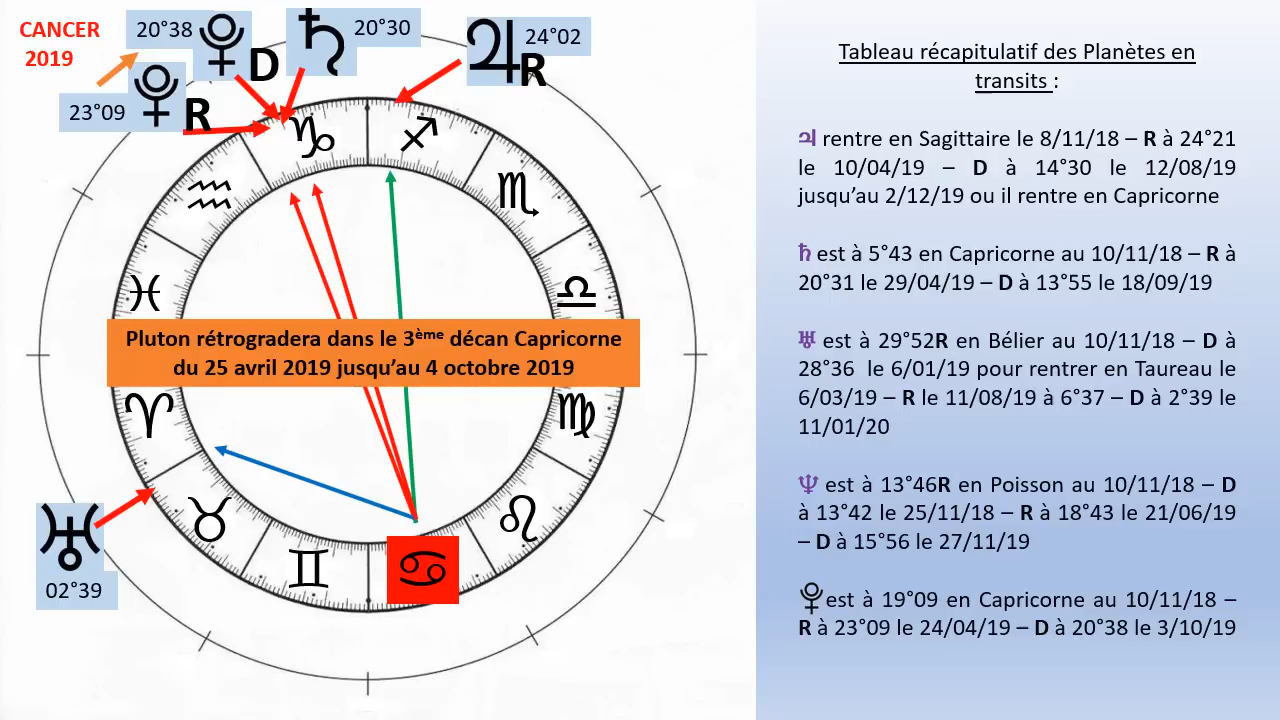 CANCER
2019
20°38
D
20°30
24°02
R
23°09
R
Pluton rétrogradera dans le 3ème décan Capricorne
du 25 avril 2019 jusqu’au 4 octobre 2019
02°39
Tableau récapitulatif des Planètes en
transits :
♃ rentre en Sagittaire le 8/11/18 – R à 24°21
le 10/04/19 – D à 14°30 le 12/08/19
jusqu’au 2/12/19 ou il rentre en Capricorne
♄ est à 5°43 en Capricorne au 10/11/18 – R à
20°31 le 29/04/19 – D à 13°55 le 18/09/19
♅ est à 29°52R en Bélier au 10/11/18 – D à
28°36 le 6/01/19 pour rentrer en Taureau le
6/03/19 – R le 11/08/19 à 6°37 – D à 2°39 le
11/01/20
♆ est à 13°46R en Poisson au 10/11/18 – D
à 13°42 le 25/11/18 – R à 18°43 le 21/06/19
– D à 15°56 le 27/11/19
est à 19°09 en Capricorne au 10/11/18 –
R à 23°09 le 24/04/19 – D à 20°38 le 3/10/19